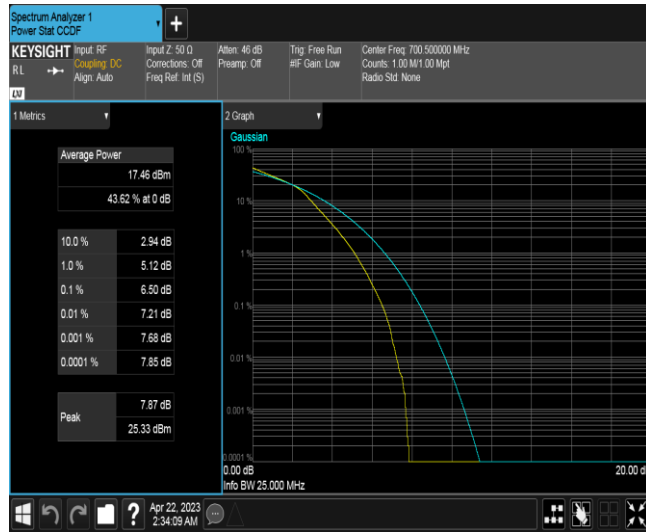 Spectrum Analyzer 1
Power Stat CCDF
+
KEYSIGHT
RL
LXI
Input: RF
Coupling: DC
Align: Auto
Input Z: 50 Ω
Corrections: Off
Freq Ref: Int (S)
Atten: 46 dB
Preamp: Off
Trig: Free Run
#IF Gain: Low
Center Freq: 700.500000 MHz
Counts: 1.00 M/1.00 Mpt
Radio Std: None
1 Metrics
Average Power
17.46 dBm
43.62 % at 0 dB
10.0 % 2.94 dB
1.0 % 5.12 dB
0.1 % 6.50 dB
0.01 % 7.21 dB
0.001 % 7.68 dB
0.0001 % 7.85 dB
Peak
7.87 dB
25.33 dBm
2 Graph
Gaussian
100 %
10 %
1 %
0.1 %
0.01 %
0.001 %
0.0001 %
0.00 dB
20.00 d
Info BW 25.000 MHz
?
Apr 22, 2023
2:34:09 AM